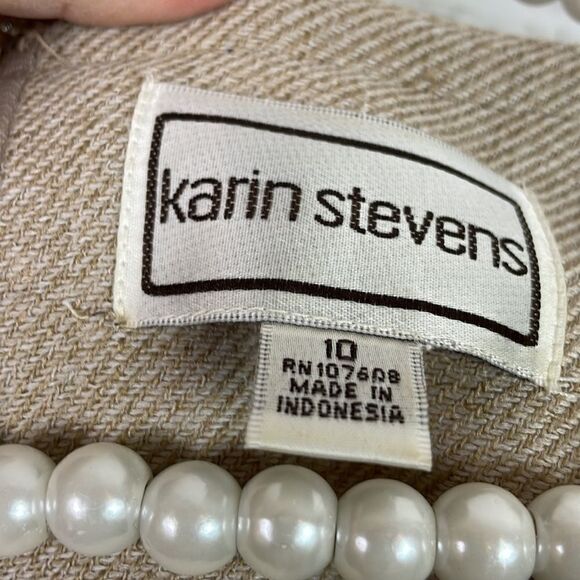 karin stevens
10
RN107608
MADE IN
INDONESIA